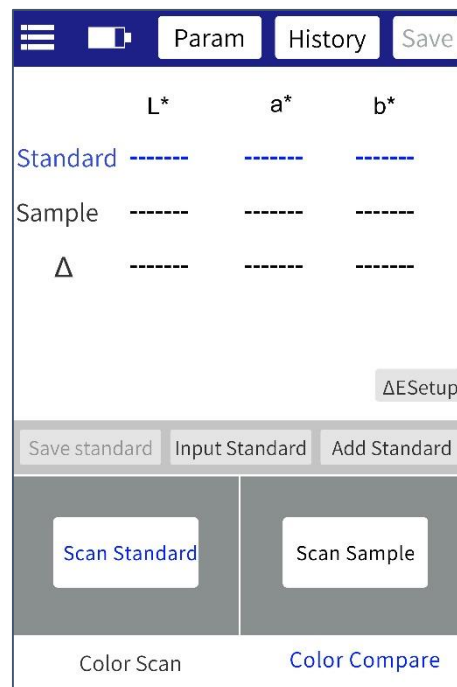 Param History Save
L* a* b*
Standard ------- ------- -------
Sample ------- ------- -------
Δ ------- ------- -------
ΔESetup
Save standard Input Standard Add Standard
Scan Standard Scan Sample
Color Scan Color Compare